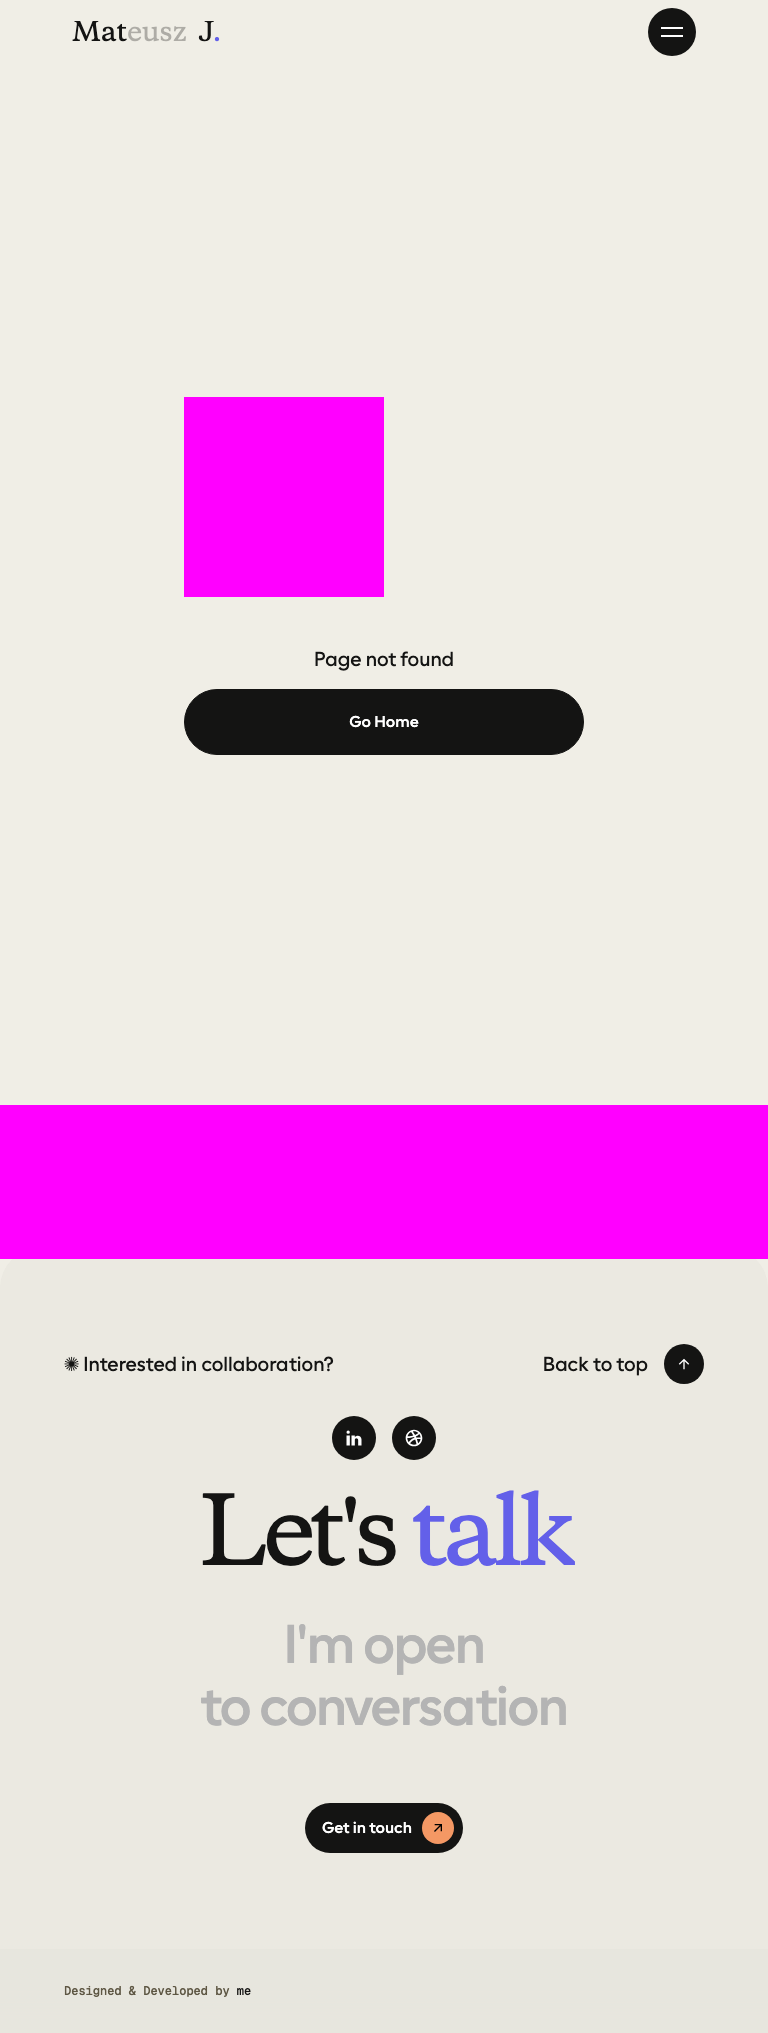 Mateusz J.
Page not found
Go Home
✺ Interested in collaboration?
Back to top
in
Let's talk
I'm open
to conversation
Get in touch
Designed & Developed by me